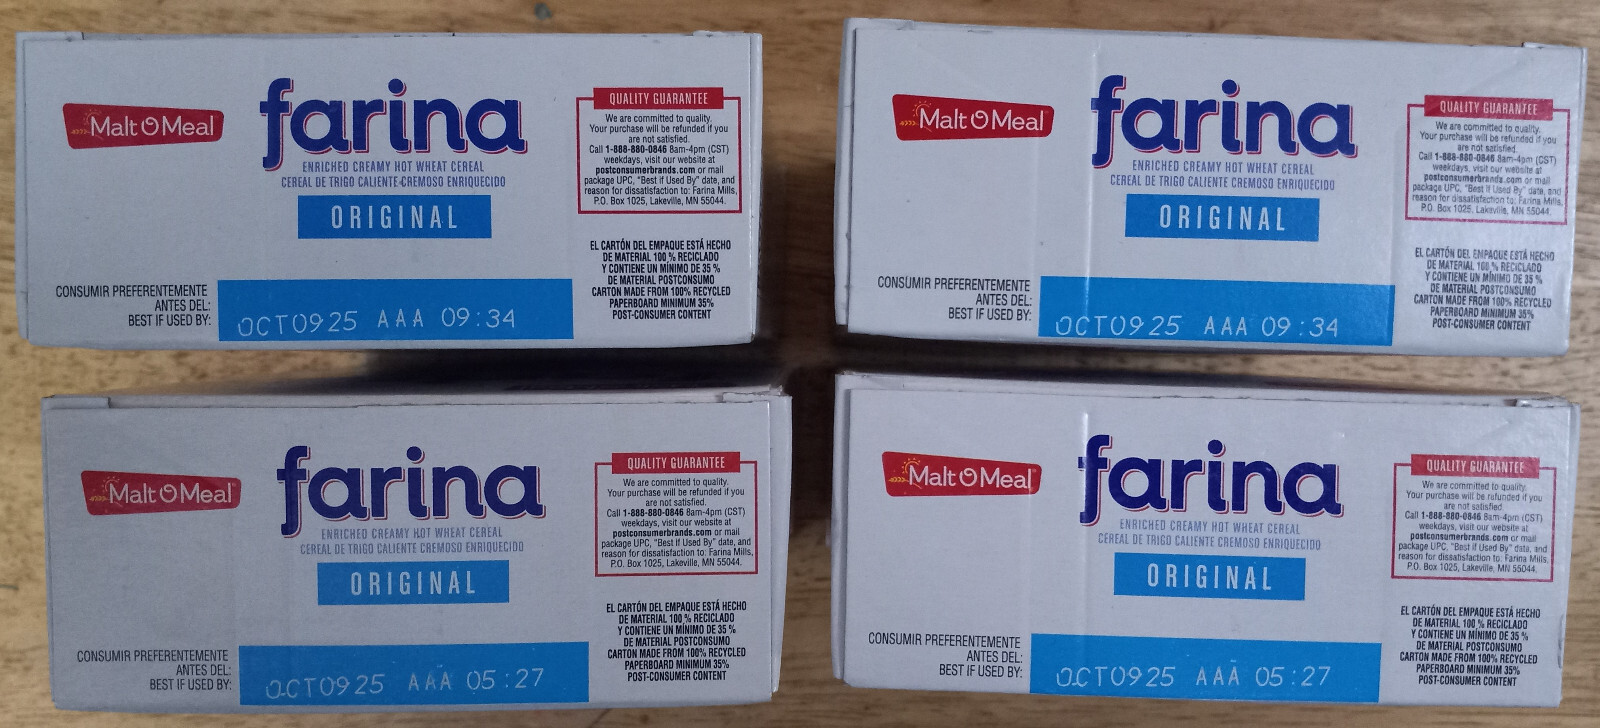 Malt O Meal
farina
ENRICHED CREAMY HOT WHEAT CEREAL
CEREAL DE TRIGO CALIENTE CREMOSO ENRIQUECIDO
ORIGINAL
QUALITY GUARANTEE
We are committed to quality.
Your purchase will be refunded if you
are not satisfied.
Call 1-888-880-0846 8am-4pm (CST)
weekdays, visit our website at
postconsumerbrands.com or mail
package UPC, "Best if Used By" date, and
reason for dissatisfaction to: Farina Mills,
P.O. Box 1025, Lakeville, MN 55044.
EL CARTÓN DEL EMPAQUE ESTÁ HECHO
DE MATERIAL 100 % RECICLADO
Y CONTIENE UN MÍNIMO DE 35 %
DE MATERIAL POSTCONSUMO
CARTON MADE FROM 100% RECYCLED
PAPERBOARD MINIMUM 35%
POST-CONSUMER CONTENT
CONSUMIR PREFERENTEMENTE
ANTES DEL:
BEST IF USED BY:
OCT0925 AAA 09:34
Malt O Meal
farina
ENRICHED CREAMY HOT WHEAT CEREAL
CEREAL DE TRIGO CALIENTE CREMOSO ENRIQUECIDO
ORIGINAL
QUALITY GUARANTEE
We are committed to quality.
Your purchase will be refunded if you
are not satisfied.
Call 1-888-880-0846 8am-4pm (CST)
weekdays, visit our website at
postconsumerbrands.com or mail
package UPC, "Best if Used By" date, and
reason for dissatisfaction to: Farina Mills,
P.O. Box 1025, Lakeville, MN 55044.
EL CARTÓN DEL EMPAQUE ESTÁ HECHO
DE MATERIAL 100 % RECICLADO
Y CONTIENE UN MÍNIMO DE 35 %
DE MATERIAL POSTCONSUMO
CARTON MADE FROM 100% RECYCLED
PAPERBOARD MINIMUM 35%
POST-CONSUMER CONTENT
CONSUMIR PREFERENTEMENTE
ANTES DEL:
BEST IF USED BY:
OCT0925 AAA 09:34
Malt O Meal
farina
ENRICHED CREAMY HOT WHEAT CEREAL
CEREAL DE TRIGO CALIENTE CREMOSO ENRIQUECIDO
ORIGINAL
QUALITY GUARANTEE
We are committed to quality.
Your purchase will be refunded if you
are not satisfied.
Call 1-888-880-0846 8am-4pm (CST)
weekdays, visit our website at
postconsumerbrands.com or mail
package UPC, "Best if Used By" date, and
reason for dissatisfaction to: Farina Mills,
P.O. Box 1025, Lakeville, MN 55044.
EL CARTÓN DEL EMPAQUE ESTÁ HECHO
DE MATERIAL 100 % RECICLADO
Y CONTIENE UN MÍNIMO DE 35 %
DE MATERIAL POSTCONSUMO
CARTON MADE FROM 100% RECYCLED
PAPERBOARD MINIMUM 35%
POST-CONSUMER CONTENT
CONSUMIR PREFERENTEMENTE
ANTES DEL:
BEST IF USED BY:
OCT0925 AAA 05:27
Malt O Meal
farina
ENRICHED CREAMY HOT WHEAT CEREAL
CEREAL DE TRIGO CALIENTE CREMOSO ENRIQUECIDO
ORIGINAL
QUALITY GUARANTEE
We are committed to quality.
Your purchase will be refunded if you
are not satisfied.
Call 1-888-880-0846 8am-4pm (CST)
weekdays, visit our website at
postconsumerbrands.com or mail
package UPC, "Best if Used By" date, and
reason for dissatisfaction to: Farina Mills,
P.O. Box 1025, Lakeville, MN 55044.
EL CARTÓN DEL EMPAQUE ESTÁ HECHO
DE MATERIAL 100 % RECICLADO
Y CONTIENE UN MÍNIMO DE 35 %
DE MATERIAL POSTCONSUMO
CARTON MADE FROM 100% RECYCLED
PAPERBOARD MINIMUM 35%
POST-CONSUMER CONTENT
CONSUMIR PREFERENTEMENTE
ANTES DEL:
BEST IF USED BY:
OCT0925 AAA 05:27